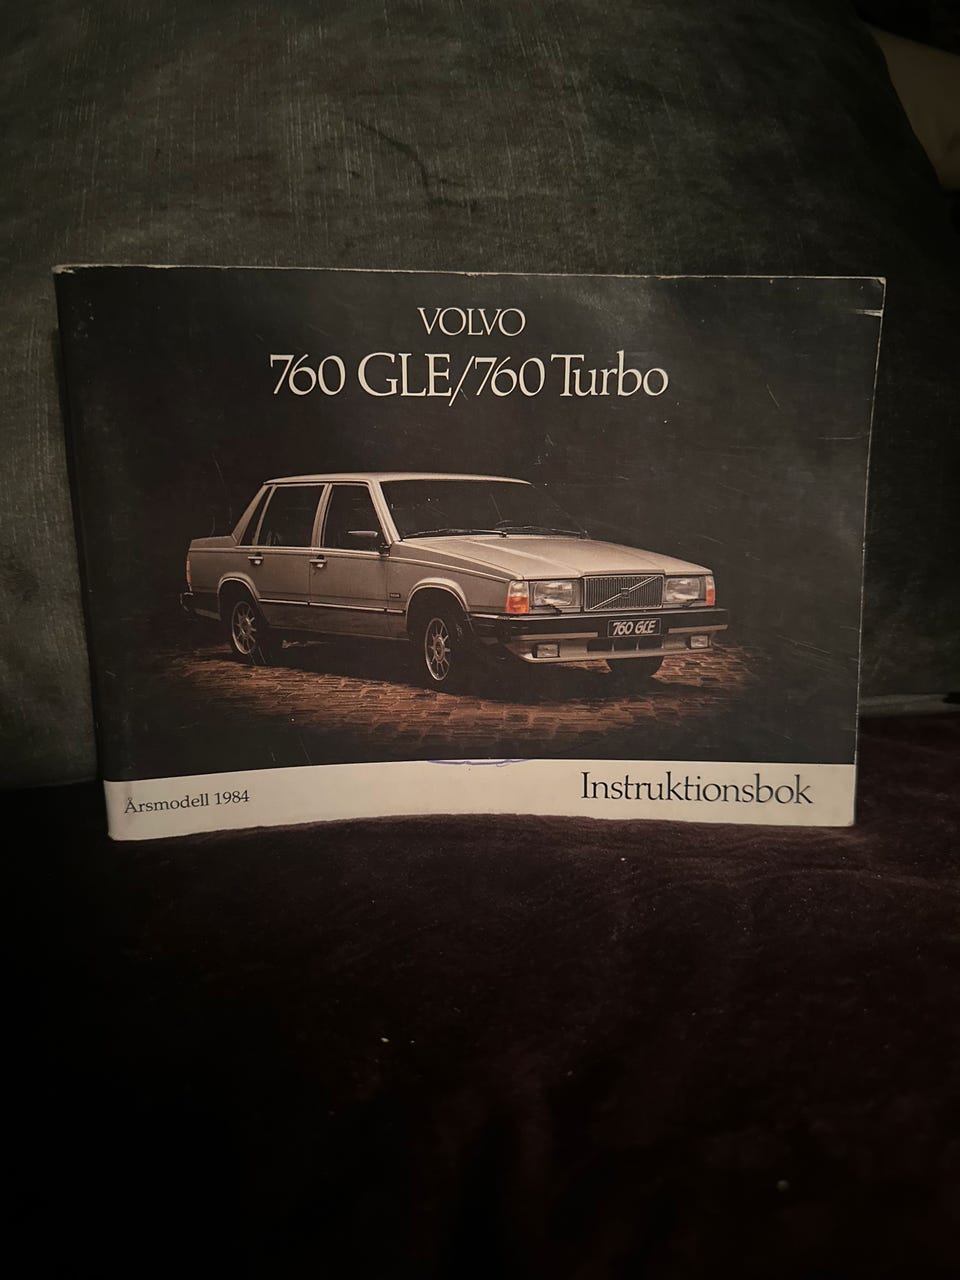 VOLVO
760 GLE/760 Turbo
760 GLE
Årsmodell 1984
Instruktionsbok